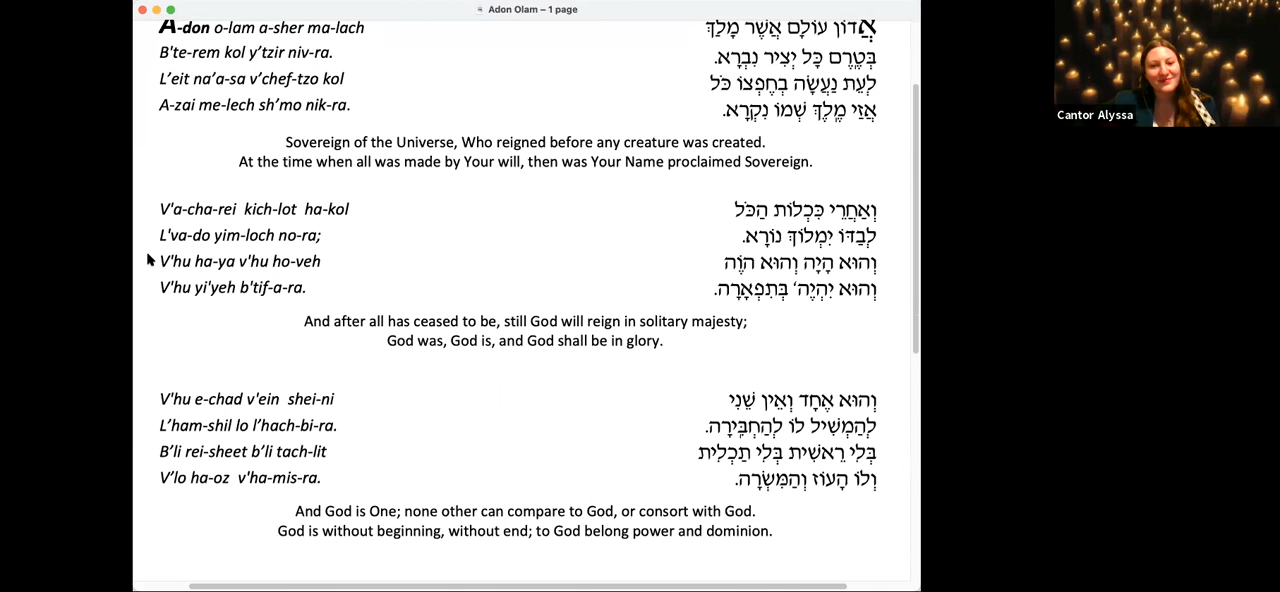 Adon Olam – 1 page
A-don o-lam a-sher ma-lach
אֲדוֹן עוֹלָם אֲשֶׁר מָלַךְ
B'te-rem kol y’tzir niv-ra.
בְּטֶֽרֶם כׇּל יְצִיר נִבְרָא.
L’eit na’a-sa v’chef-tzo kol
לְעֵת נַעֲשָׂה בְחֶפְצוֹ כֹּל
A-zai me-lech sh’mo nik-ra.
אֲזַי מֶֽלֶךְ שְׁמוֹ נִקְרָא.
Sovereign of the Universe, Who reigned before any creature was created.
At the time when all was made by Your will, then was Your Name proclaimed Sovereign.
V'a-cha-rei kich-lot ha-kol
וְאַחֲרֵי כִּכְלוֹת הַכֹּל
L'va-do yim-loch no-ra;
לְבַדּוֹ יִמְלוֹךְ נוֹרָא.
V'hu ha-ya v'hu ho-veh
וְהוּא הָיָה וְהוּא הֹוֶה
V'hu yi'yeh b'tif-a-ra.
וְהוּא יִהְיֶה' בְּתִפְאָרָה.
And after all has ceased to be, still God will reign in solitary majesty;
God was, God is, and God shall be in glory.
V'hu e-chad v'ein shei-ni
וְהוּא אֶחָד וְאֵין שֵׁנִי
L’ham-shil lo l’hach-bi-ra.
לְהַמְשִׁיל לוֹ לְהַחְבִּֽירָה.
B’li rei-sheet b’li tach-lit
בְּלִי רֵאשִׁית בְּלִי תַכְלִית
V’lo ha-oz v'ha-mis-ra.
וְלוֹ הָעוֹז וְהַמִּשְׂרָה.
And God is One; none other can compare to God, or consort with God.
God is without beginning, without end; to God belong power and dominion.
Cantor Alyssa